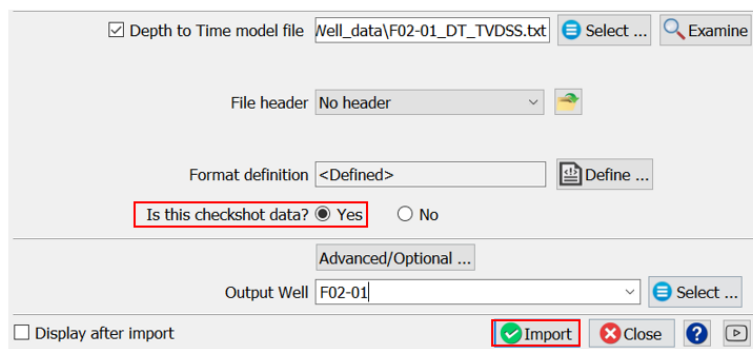 Depth to Time model file Well_data\F02-01_DT_TVDSS.txt Select ... Examine
File header No header
Format definition <Defined> Define ...
Is this checkshot data? Yes No
Advanced/Optional ...
Output Well F02-01 Select ...
Display after import Import Close ?